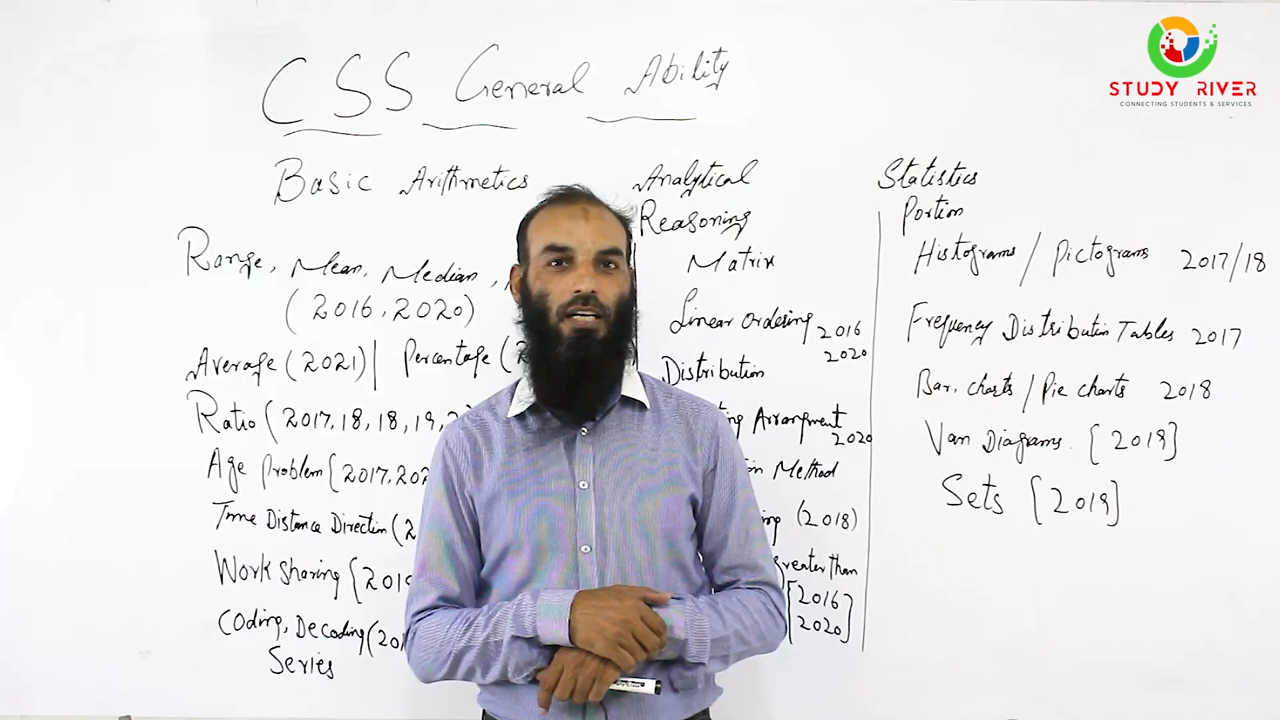 STUDY RIVER
CONNECTING STUDENTS & SERVICES
CSS General Ability
Basic Arithmetics
Range, Mean, Median,
(2016, 2020)
Average (2021) | Percentage (
Ratio (2017, 18, 18, 19,
Age Problem [2017,
Time Distance Direction (
Work sharing [
Coding, Decoding (
Series
Analytical
Reasoning
Matrix
Linear Ordering 2016
2020
Distribution
Arrangment
2020
Method
(2018)
greater than
[2016
2020]
Statistics
Portion
Histograms / Pictograms 2017/18
Frequency Distribution Tables 2017
Bar. charts / Pie charts 2018
Van Diagrams. [2019]
Sets [2019]